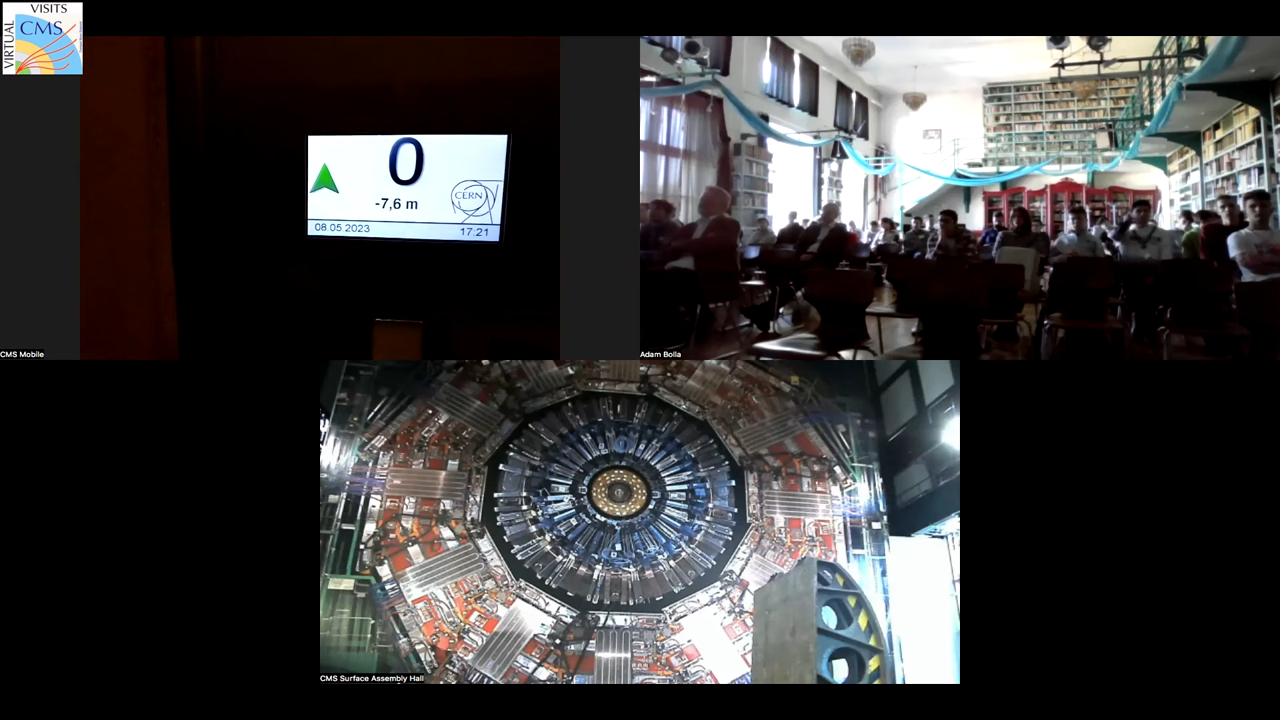 VISITS
CMS
VIRTUAL
0
-7,6 m
CERN
08 05 2023
17:21
CMS Mobile
Adam Bolla
CMS Surface Assembly Hall